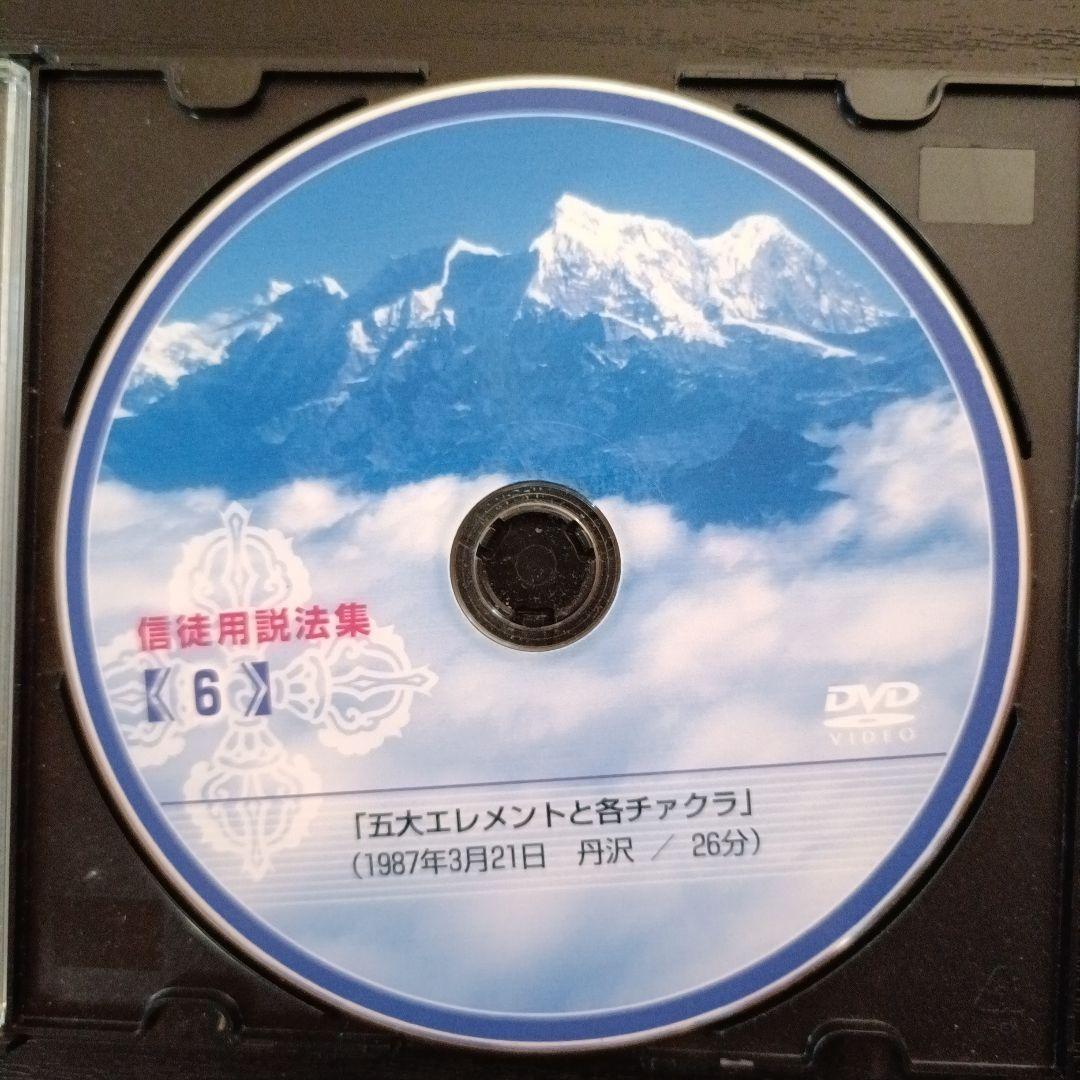 信徒用説法集
【《 6 》】
DVD
VIDEO
「五大エレメントと各チァクラ」
（1987年3月21日　丹沢 ／ 26分）